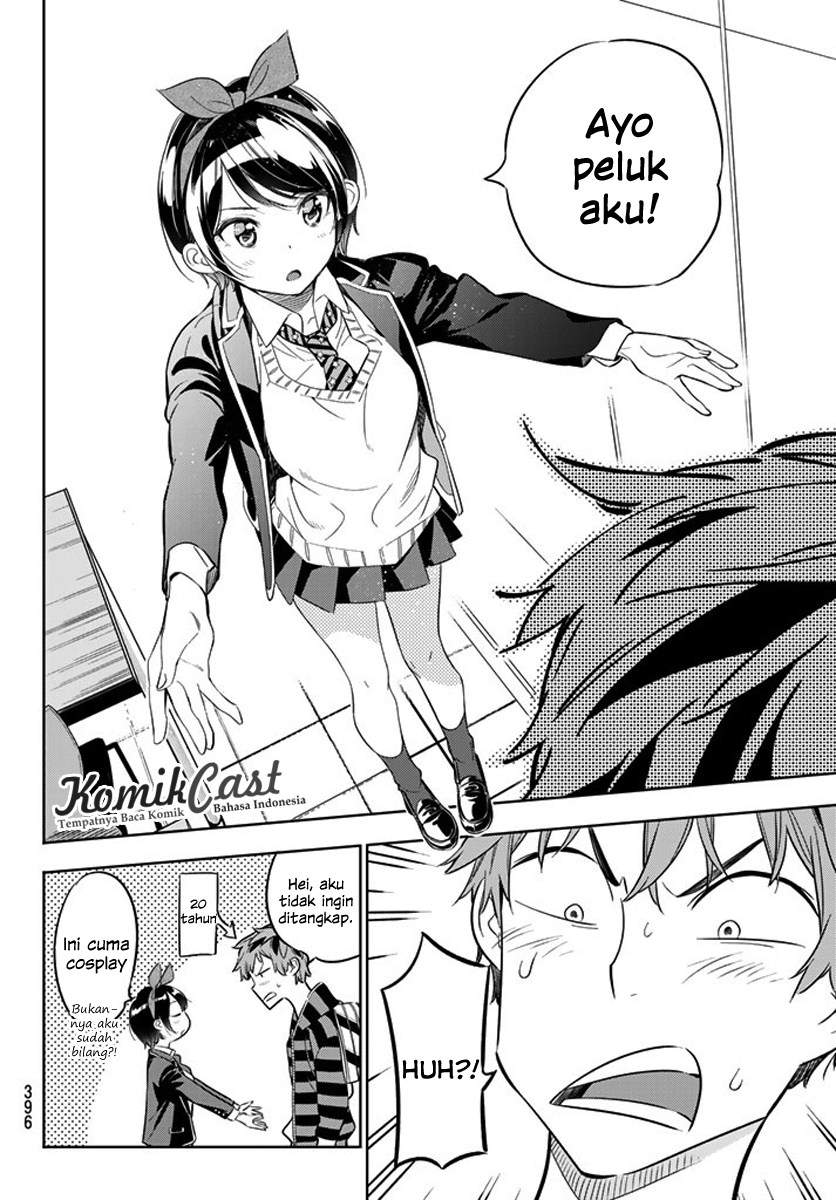 Ayo
peluk
aku!
KomikCast
Tempatnya Baca Komik Bahasa Indonesia
HUH?!
Hei, aku
tidak ingin
ditangkap.
20
tahun
Ini cuma
cosplay
Bukan-
nya aku
sudah
bilang?!
396